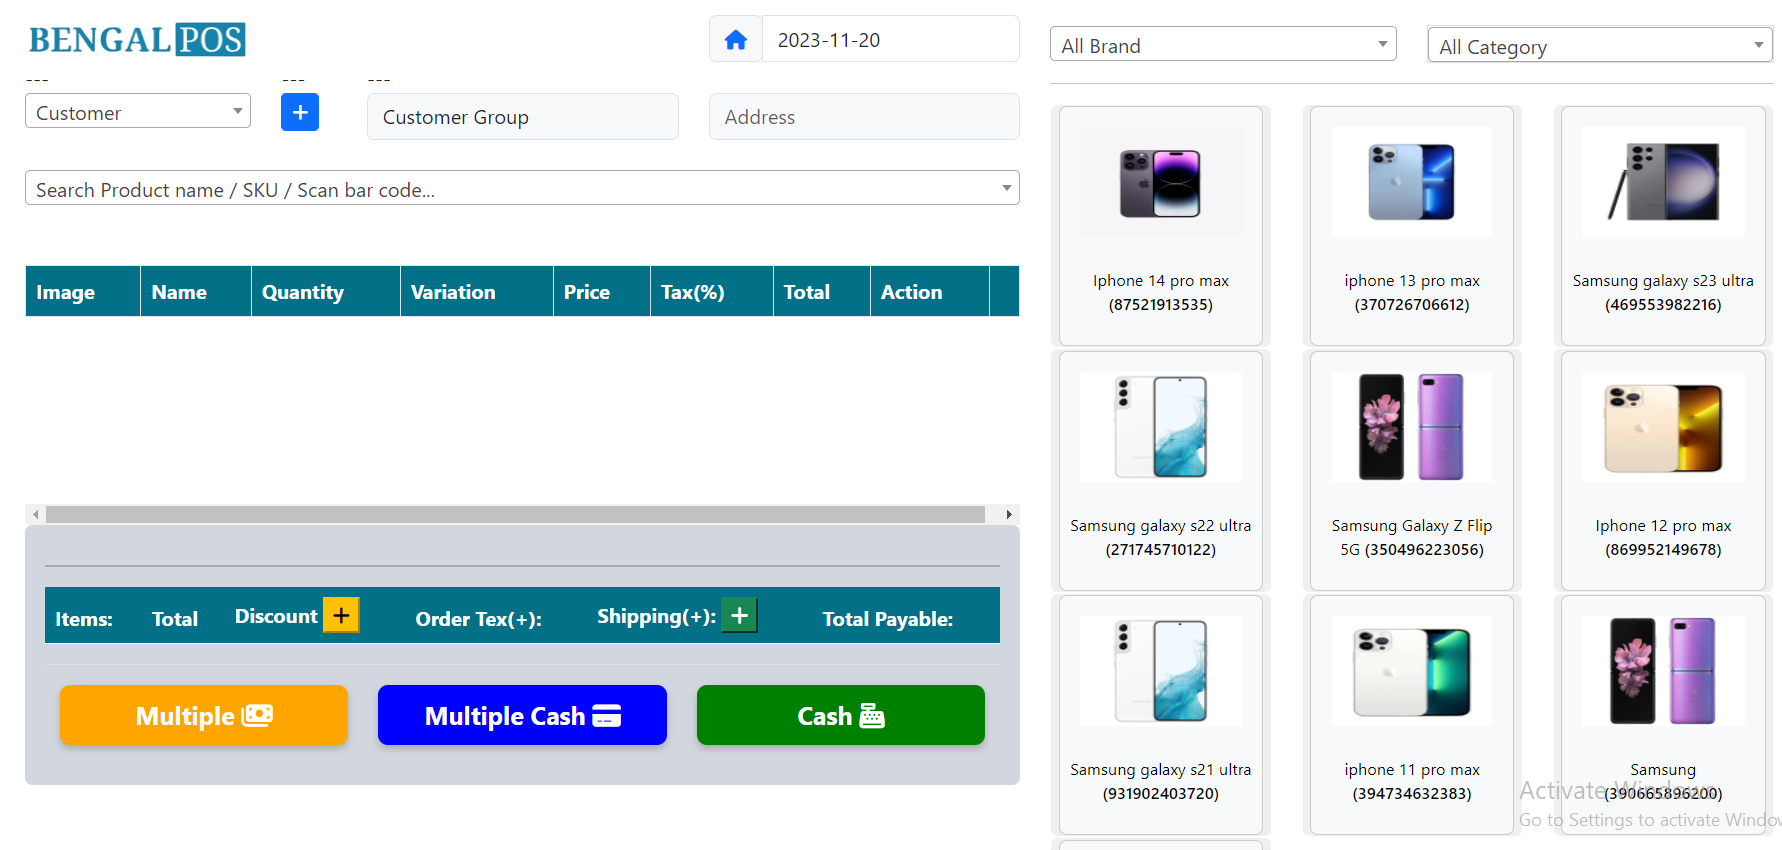 BENGAL POS
2023-11-20
All Brand
All Category
---
---
---
Customer
+
Customer Group
Address
Search Product name / SKU / Scan bar code...
Image Name Quantity Variation Price Tax(%) Total Action
Items: Total Discount + Order Tex(+): Shipping(+): + Total Payable:
Multiple
Multiple Cash
Cash
Iphone 14 pro max
(87521913535)
iphone 13 pro max
(370726706612)
Samsung galaxy s23 ultra
(469553982216)
Samsung galaxy s22 ultra
(271745710122)
Samsung Galaxy Z Flip
5G (350496223056)
Iphone 12 pro max
(869952149678)
Samsung galaxy s21 ultra
(931902403720)
iphone 11 pro max
(394734632383)
Samsung
(390665896200)
Activate Windows
Go to Settings to activate Window